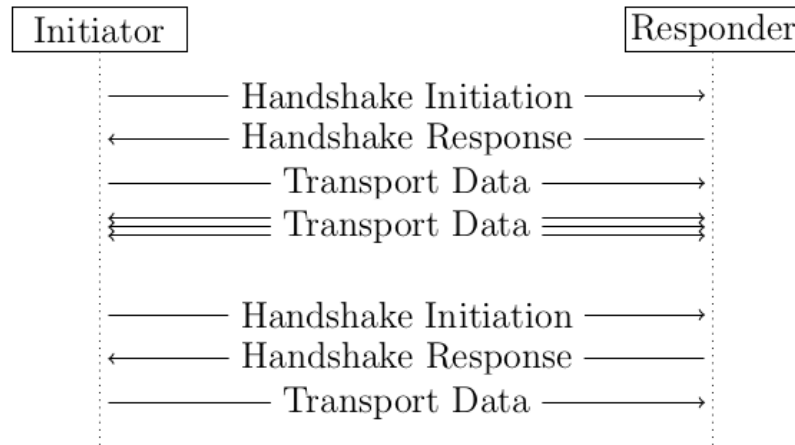 Initiator Responder
Handshake Initiation
Handshake Response
Transport Data
Transport Data
Handshake Initiation
Handshake Response
Transport Data